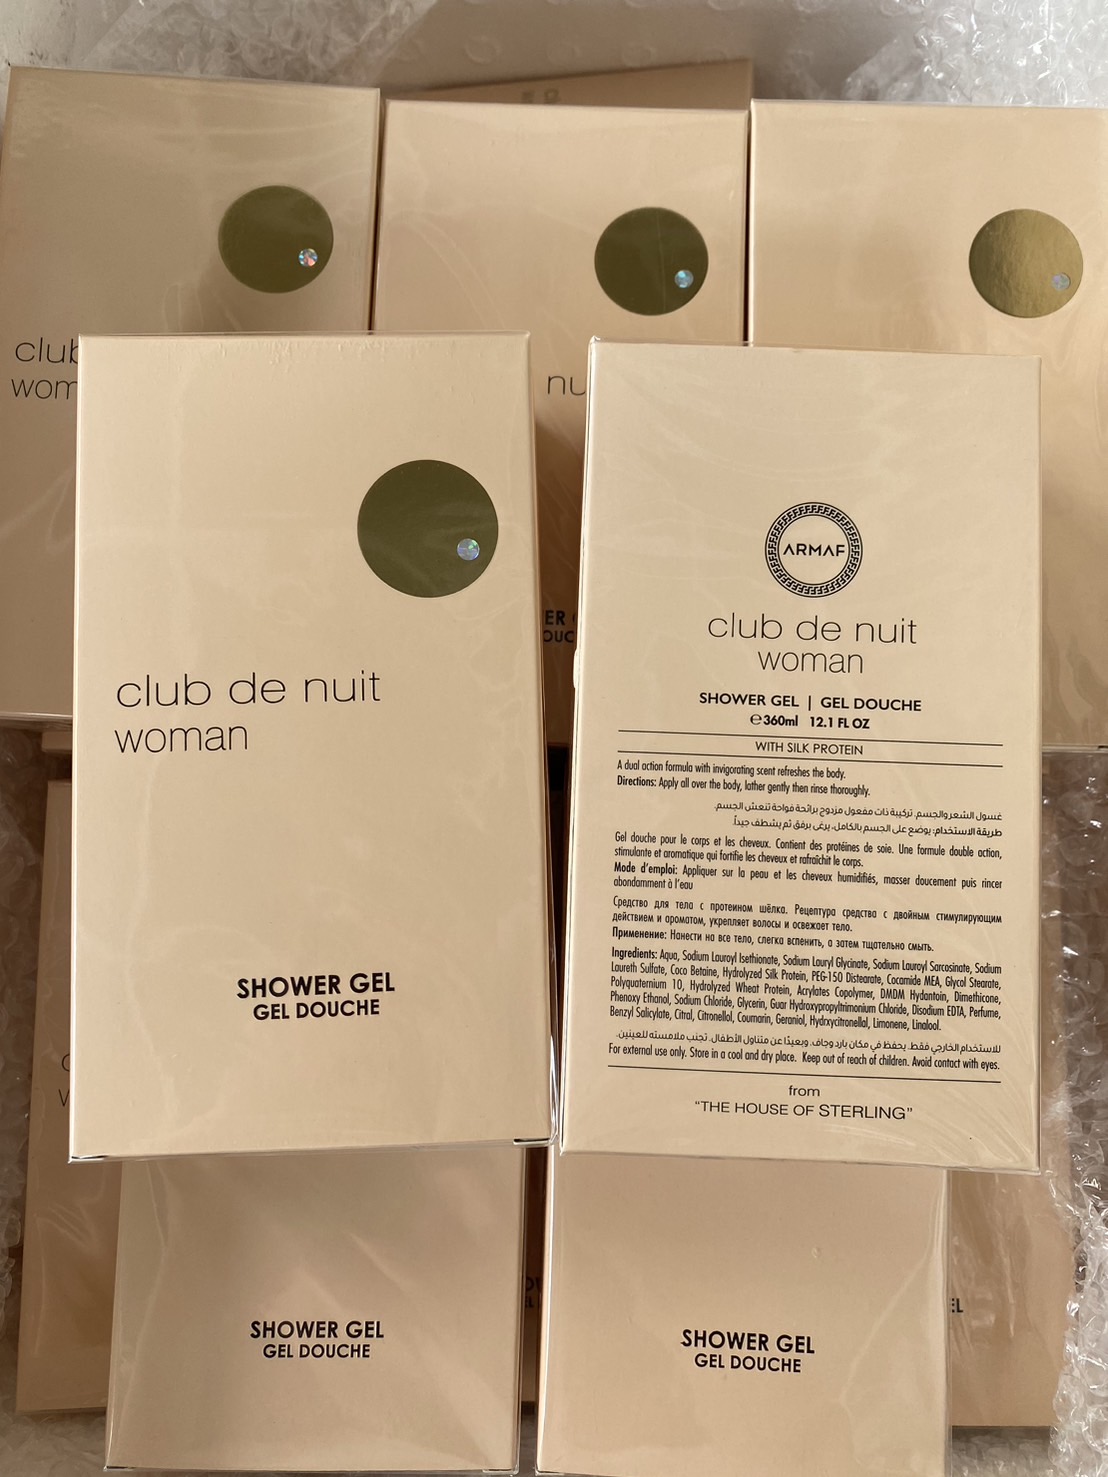 club
wom
nu
club de nuit
woman
SHOWER GEL
GEL DOUCHE
ARMAF
club de nuit
woman
SHOWER GEL | GEL DOUCHE
℮360ml 12.1 FL OZ
WITH SILK PROTEIN
A dual action formula with invigorating scent refreshes the body.
Directions: Apply all over the body, lather gently then rinse thoroughly.
غسول الشعر والجسم. تركيبة ذات مفعول مزدوج برائحة فواحة تنعش الجسم.
طريقة الاستخدام: يوضع على الجسم بالكامل، يرغى برفق ثم يشطف جيداً.
Gel douche pour le corps et les cheveux. Contient des protéines de soie. Une formule double action,
stimulante et aromatique qui fortifie les cheveux et rafraîchit le corps.
Mode d'emploi: Appliquer sur la peau et les cheveux humidifiés, masser doucement puis rincer
abondamment à l'eau
Средство для тела с протеином шёлка. Рецептура средства с двойным стимулирующим
действием и ароматом, укрепляет волосы и освежает тело.
Применение: Нанести на все тело, слегка вспенить, а затем тщательно смыть.
Ingredients: Aqua, Sodium Lauroyl Isethionate, Sodium Lauryl Glycinate, Sodium Lauroyl Sarcosinate, Sodium
Laureth Sulfate, Coco Betaine, Hydrolyzed Silk Protein, PEG-150 Distearate, Cocamide MEA, Glycol Stearate,
Polyquaternium 10, Hydrolyzed Wheat Protein, Acrylates Copolymer, DMDM Hydantoin, Dimethicone,
Phenoxy Ethanol, Sodium Chloride, Glycerin, Guar Hydroxypropyltrimonium Chloride, Disodium EDTA, Perfume,
Benzyl Salicylate, Citral, Citronellol, Coumarin, Geraniol, Hydrxycitronellal, Limonene, Linalool.
للاستخدام الخارجي فقط. يحفظ في مكان بارد وجاف، وبعيدًا عن متناول الأطفال. تجنب ملامسته للعينين.
For external use only. Store in a cool and dry place. Keep out of reach of children. Avoid contact with eyes.
from
"THE HOUSE OF STERLING"
SHOWER GEL
GEL DOUCHE
SHOWER GEL
GEL DOUCHE